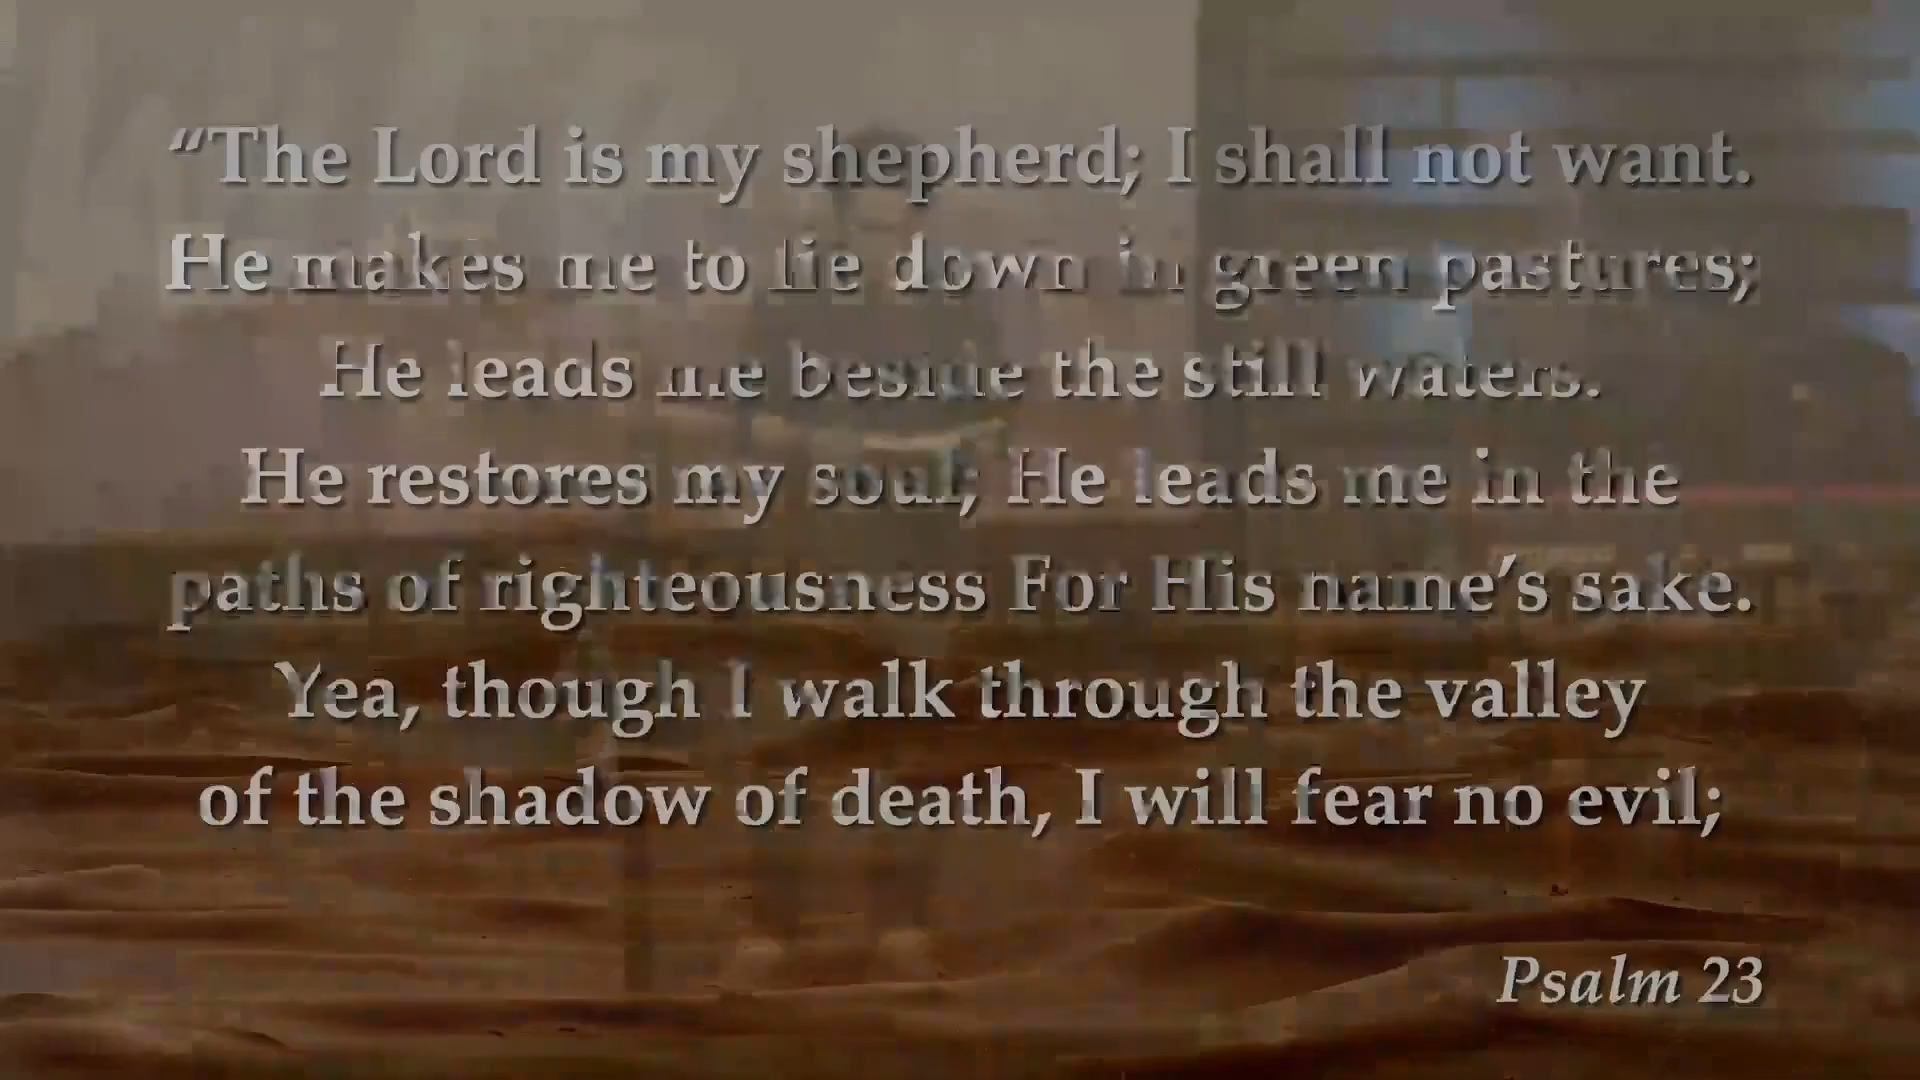 “The Lord is my shepherd; I shall not want.
He makes me to lie down in green pastures;
He leads me beside the still waters.
He restores my soul; He leads me in the
paths of righteousness For His name’s sake.
Yea, though I walk through the valley
of the shadow of death, I will fear no evil;
Psalm 23